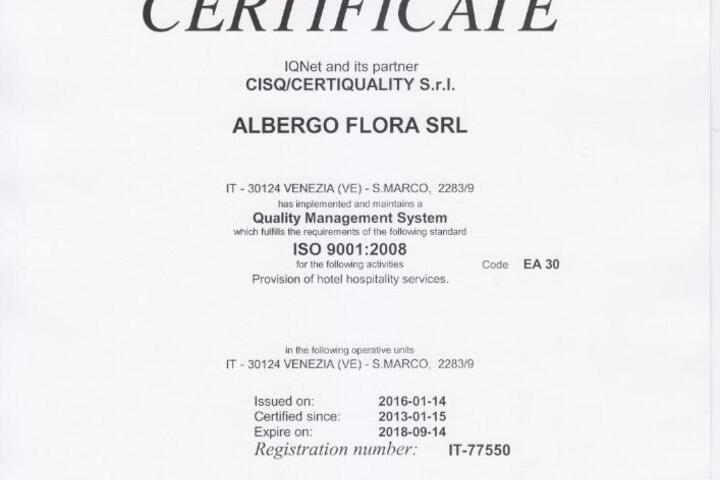 CERTIFICATE
IQNet and its partner
CISQ/CERTIQUALITY S.r.l.
ALBERGO FLORA SRL
IT - 30124 VENEZIA (VE) - S.MARCO, 2283/9
has implemented and maintains a
Quality Management System
which fulfills the requirements of the following standard
ISO 9001:2008
for the following activities
Code EA 30
Provision of hotel hospitality services.
in the following operative units
IT - 30124 VENEZIA (VE) - S.MARCO, 2283/9
Issued on: 2016-01-14
Certified since: 2013-01-15
Expire on: 2018-09-14
Registration number: IT-77550